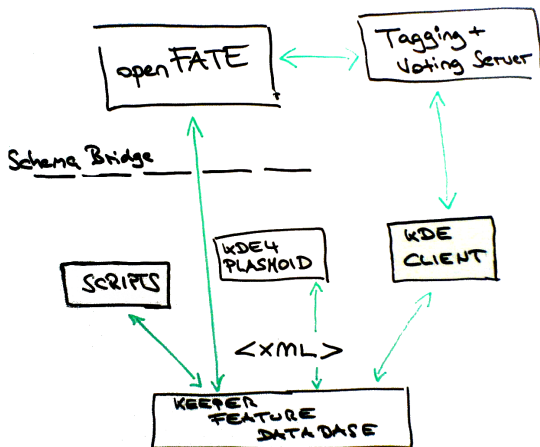 openFATE
Tagging+
Voting Server
Schema Bridge
KDE4
PLASMOID
KDE
CLIENT
SCRIPTS
<XML>
KEEPER
FEATURE
DATABASE